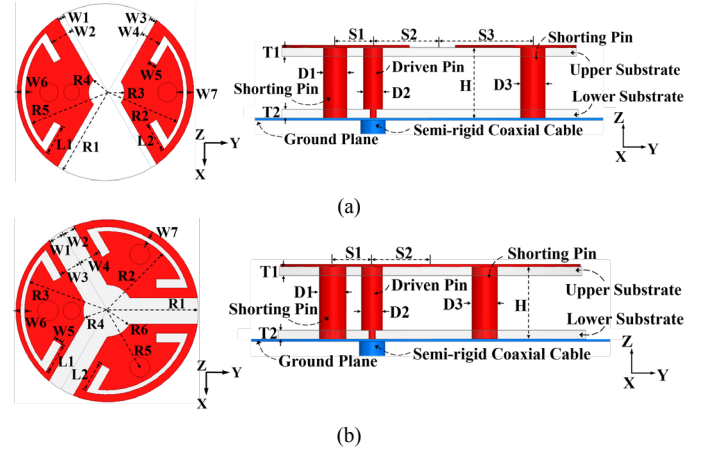 W1
W2
W3
W4
W5
W6
W7
R4
R3
R5
R2
R1
L1
L2
Z
Y
X
S1
S2
S3
Shorting Pin
T1
D1
Driven Pin
H
D3
Upper Substrate
Shorting Pin
D2
Lower Substrate
T2
Ground Plane
Semi-rigid Coaxial Cable
X
Z
Y
(a)
W1
W2
W3
W4
W7
R2
R3
R1
W6
W5
R4
R6
R5
L1
L2
Z
Y
X
S1
S2
Shorting Pin
T1
Driven Pin
D1
Upper Substrate
Shorting Pin
D2
D3
H
Lower Substrate
T2
Ground Plane
Semi-rigid Coaxial Cable
Z
Y
X
(b)